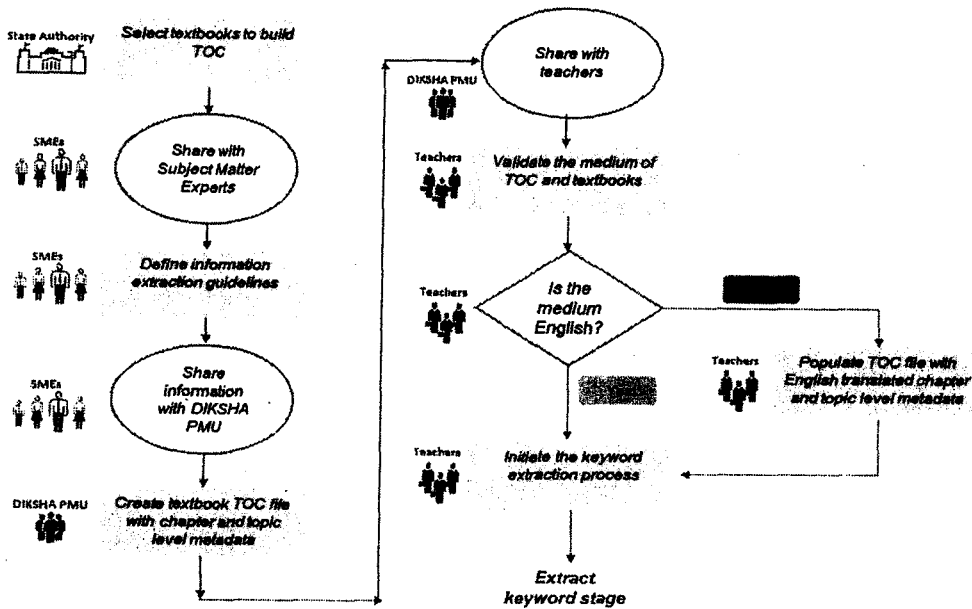 State Authority
Select textbooks to build
TOC
SMEs
Share with
Subject Matter
Experts
SMEs
Define information
extraction guidelines
SMEs
Share
information
with DIKSHA
PMU
DIKSHA PMU
Create textbook TOC file
with chapter and topic
level metadata
Share with
teachers
DIKSHA PMU
Teachers
Validate the medium of
TOC and textbooks
Teachers
Is the
medium
English?
Teachers
Populate TOC file with
English translated chapter
and topic level metadata
Teachers
Initiate the keyword
extraction process
Extract
keyword stage